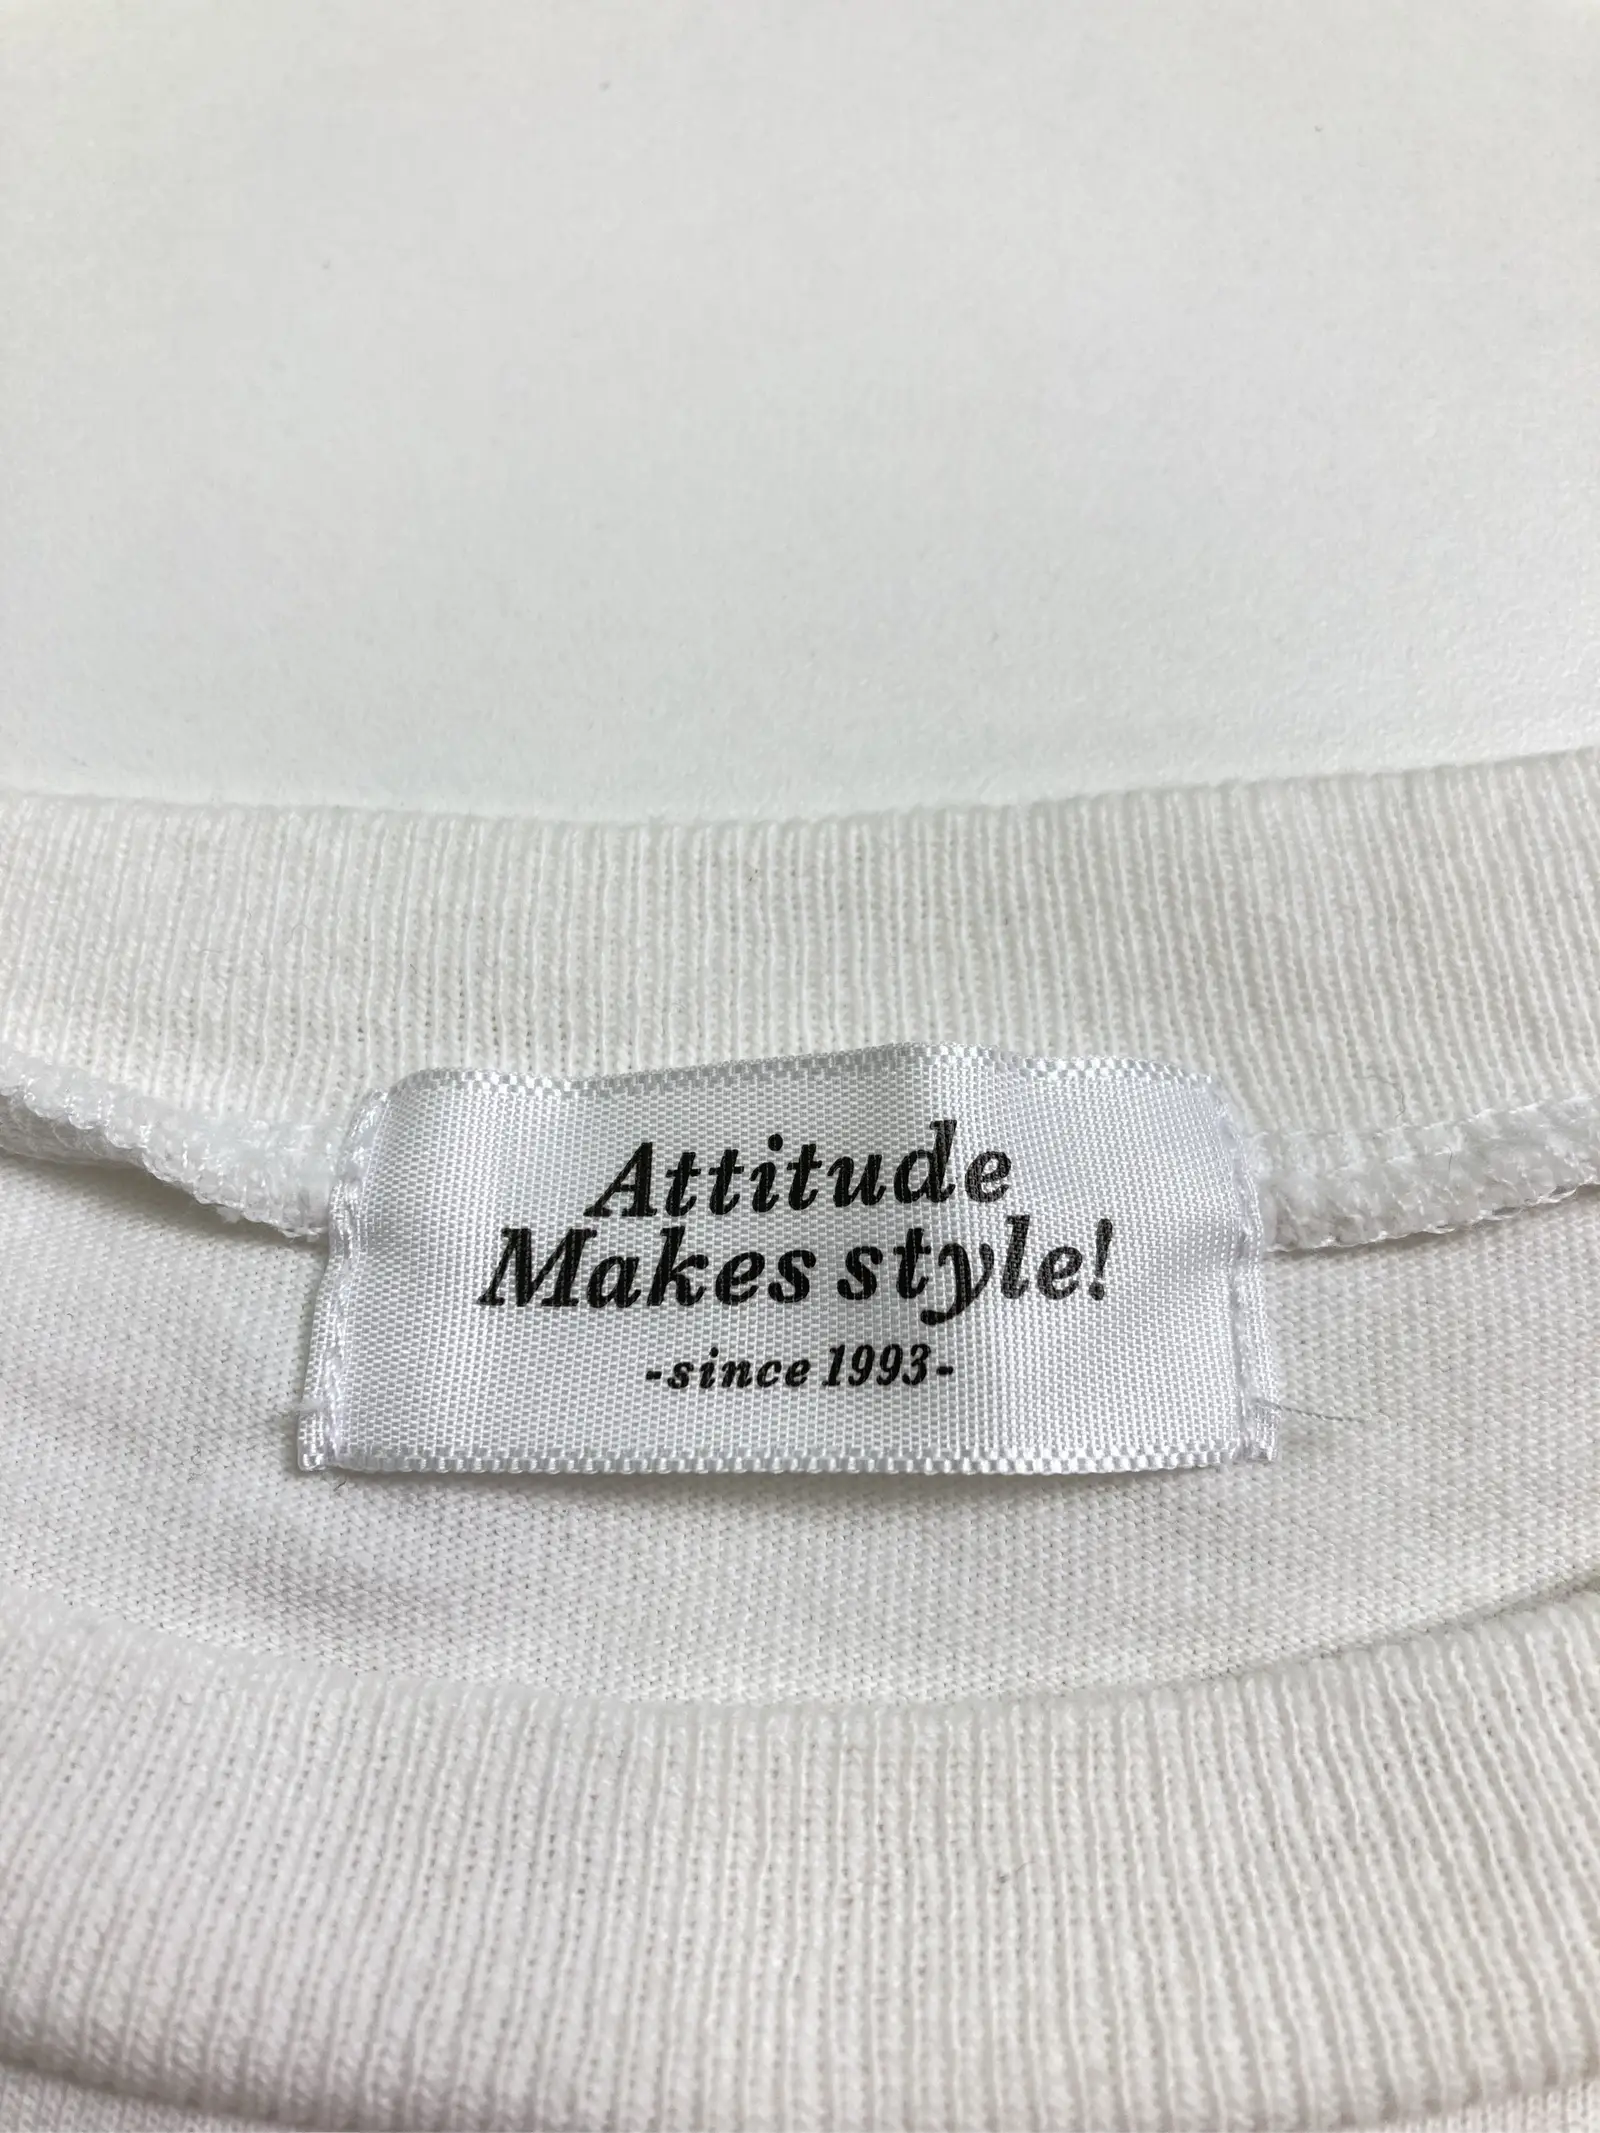 Attitude
Makes style!
-since 1993-